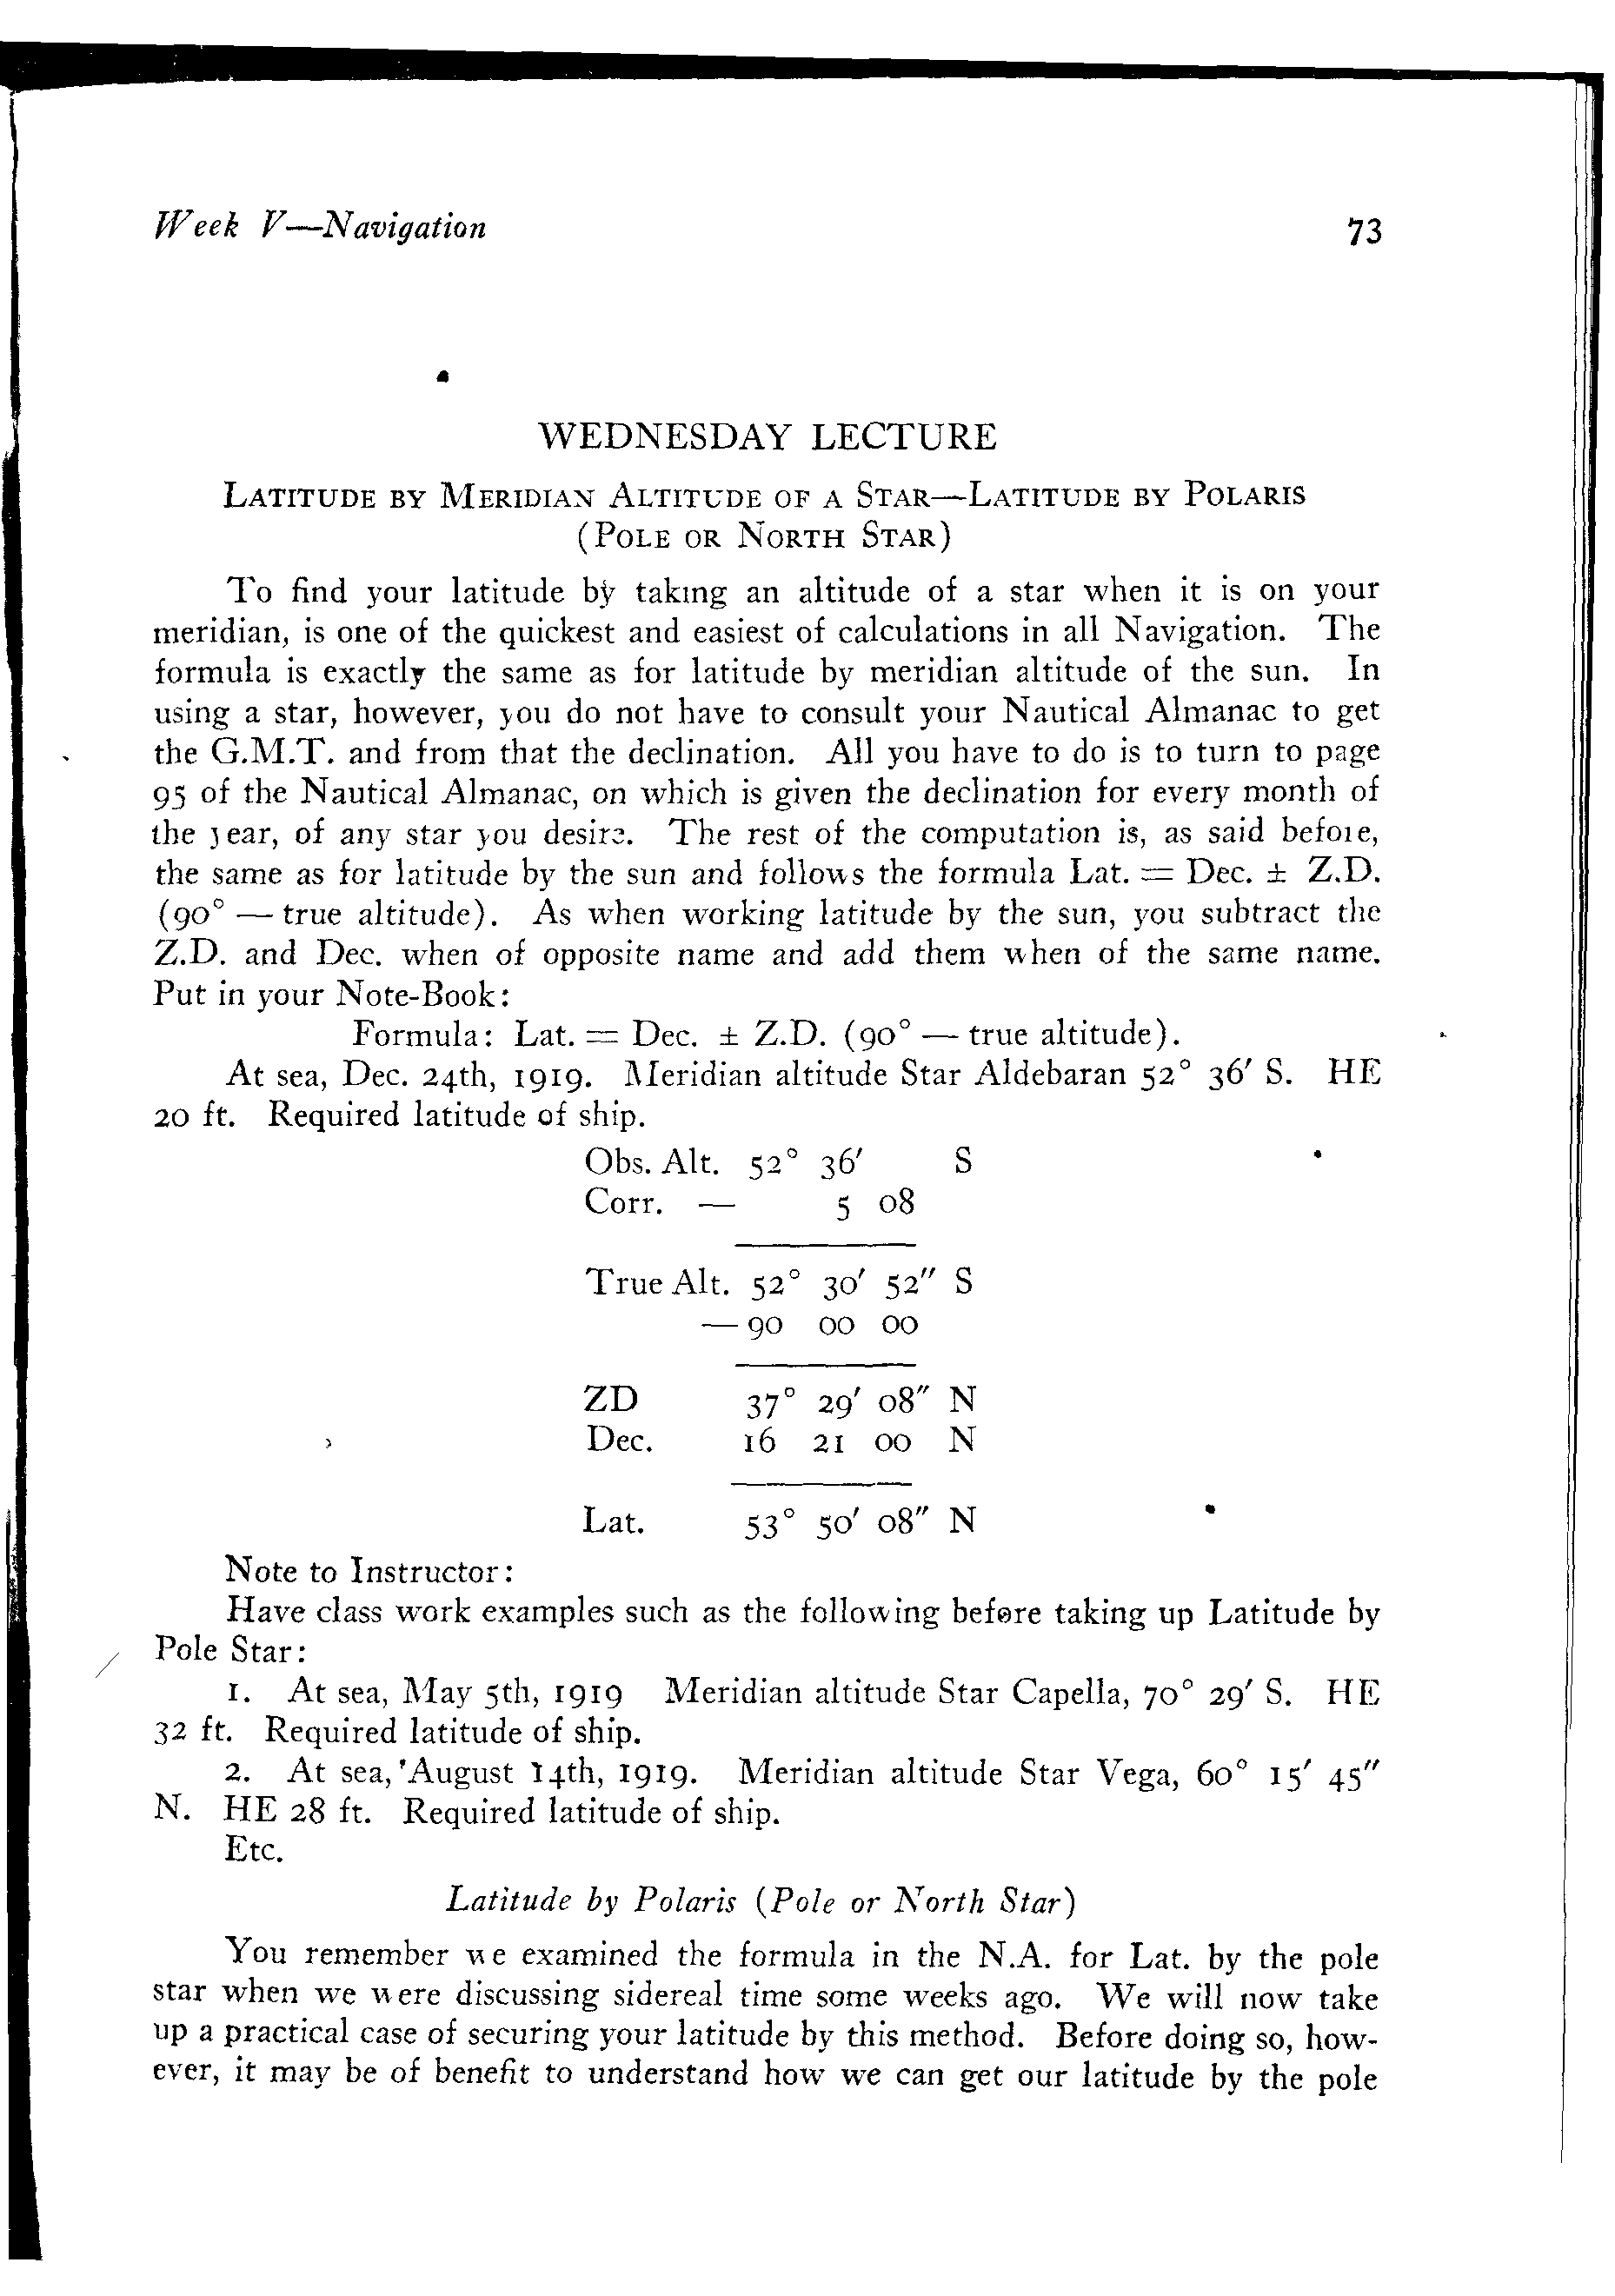 Week V—Navigation 73
WEDNESDAY LECTURE
LATITUDE BY MERIDIAN ALTITUDE OF A STAR—LATITUDE BY POLARIS
(POLE OR NORTH STAR)
To find your latitude by taking an altitude of a star when it is on your
meridian, is one of the quickest and easiest of calculations in all Navigation. The
formula is exactly the same as for latitude by meridian altitude of the sun. In
using a star, however, you do not have to consult your Nautical Almanac to get
the G.M.T. and from that the declination. All you have to do is to turn to page
95 of the Nautical Almanac, on which is given the declination for every month of
the year, of any star you desire. The rest of the computation is, as said before,
the same as for latitude by the sun and follows the formula Lat. = Dec. ± Z.D.
(90° — true altitude). As when working latitude by the sun, you subtract the
Z.D. and Dec. when of opposite name and add them when of the same name.
Put in your Note-Book:
Formula: Lat. = Dec. ± Z.D. (90° — true altitude).
At sea, Dec. 24th, 1919. Meridian altitude Star Aldebaran 52° 36′ S. HE
20 ft. Required latitude of ship.
Obs. Alt. 52° 36′ S
Corr. — 5 08
True Alt. 52° 30′ 52″ S
— 90 00 00
ZD 37° 29′ 08″ N
Dec. 16 21 00 N
Lat. 53° 50′ 08″ N
Note to Instructor:
Have class work examples such as the following before taking up Latitude by
Pole Star:
1. At sea, May 5th, 1919 Meridian altitude Star Capella, 70° 29′ S. HE
32 ft. Required latitude of ship.
2. At sea, August 14th, 1919. Meridian altitude Star Vega, 60° 15′ 45″
N. HE 28 ft. Required latitude of ship.
Etc.
Latitude by Polaris (Pole or North Star)
You remember we examined the formula in the N.A. for Lat. by the pole
star when we were discussing sidereal time some weeks ago. We will now take
up a practical case of securing your latitude by this method. Before doing so, how-
ever, it may be of benefit to understand how we can get our latitude by the pole